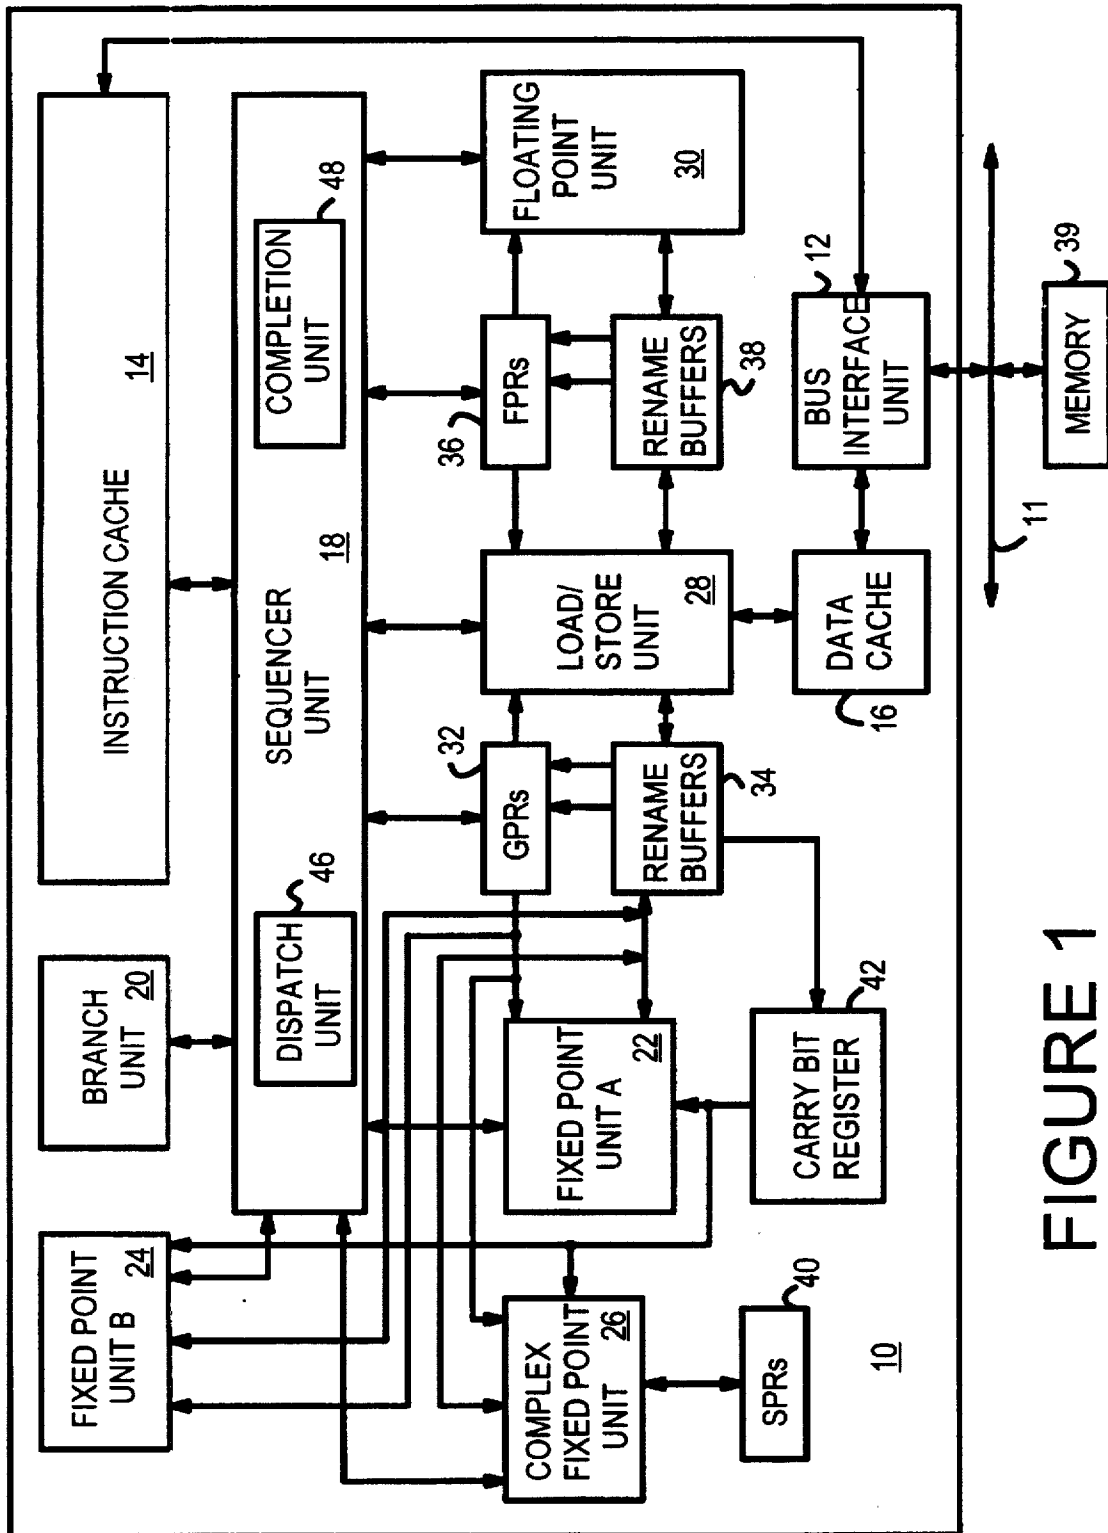 INSTRUCTION CACHE
14
BRANCH
UNIT
20
FIXED POINT
UNIT B
24
SEQUENCER
UNIT
18
DISPATCH
UNIT
46
COMPLETION
UNIT
48
COMPLEX
FIXED POINT
UNIT
26
FIXED POINT
UNIT A
22
GPRs
32
RENAME
BUFFERS
34
LOAD/
STORE
UNIT
28
FPRs
36
RENAME
BUFFERS
38
FLOATING
POINT
UNIT
30
SPRs
40
CARRY BIT
REGISTER
42
DATA
CACHE
16
BUS
INTERFACE
UNIT
12
10
11
MEMORY
39
FIGURE 1